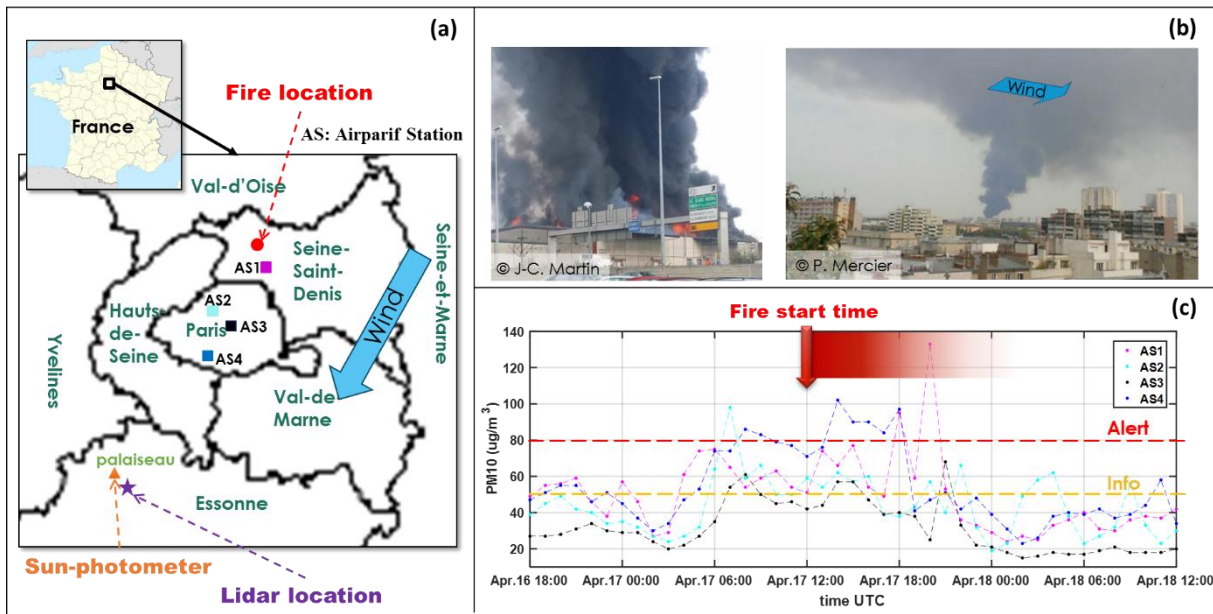 (a)
France
Fire location
AS: Airparif Station
Val-d'Oise
AS1
Seine-
Saint-
Denis
Seine-et-Marne
AS2
Hauts-
de-
Seine
Paris
AS3
AS4
Wind
Yvelines
Val-de-
Marne
palaiseau
Essonne
Sun-photometer
Lidar location
(b)
© J-C. Martin
Wind
© P. Mercier
(c)
Fire start time
140
120
100
80
60
40
20
PM10 (ug/m³)
AS1
AS2
AS3
AS4
Alert
Info
Apr.16 18:00 Apr.17 00:00 Apr.17 06:00 Apr.17 12:00 Apr.17 18:00 Apr.18 00:00 Apr.18 06:00 Apr.18 12:00
time UTC